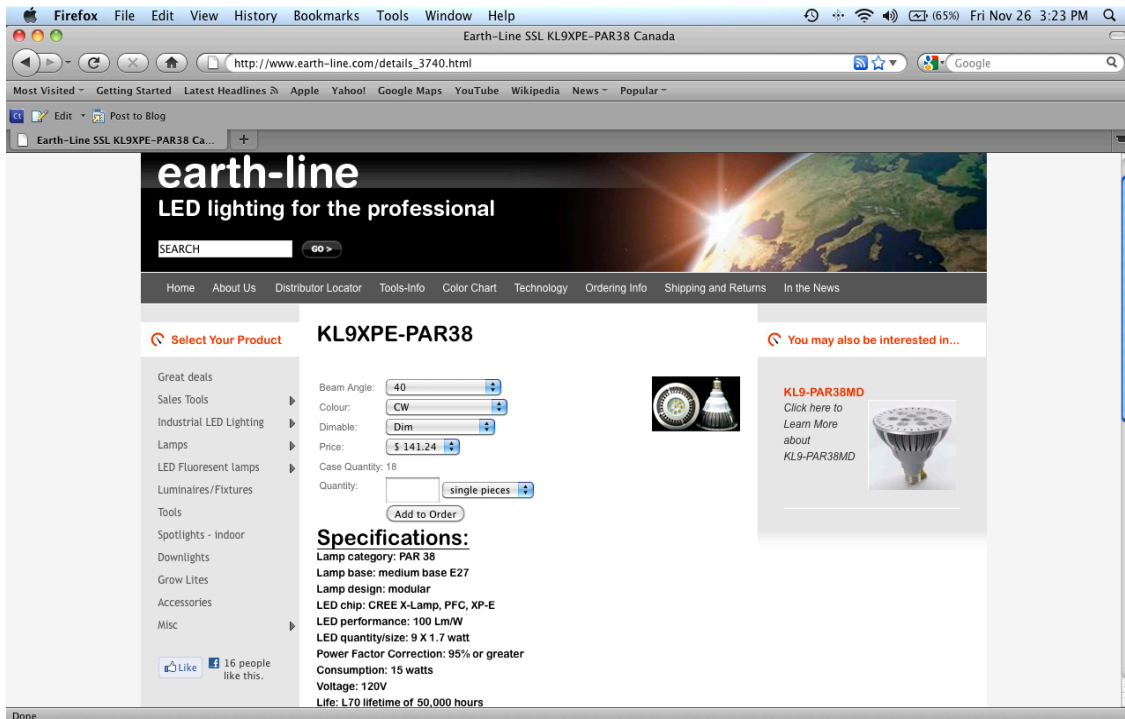 Firefox File Edit View History Bookmarks Tools Window Help (65%) Fri Nov 26 3:23 PM
Earth-Line SSL KL9XPE-PAR38 Canada
http://www.earth-line.com/details_3740.html
Google
Most Visited Getting Started Latest Headlines Apple Yahoo! Google Maps YouTube Wikipedia News Popular
Ct Edit Post to Blog
Earth-Line SSL KL9XPE-PAR38 Ca... +
earth-line
LED lighting for the professional
SEARCH GO >
Home About Us Distributor Locator Tools-Info Color Chart Technology Ordering Info Shipping and Returns In the News
Select Your Product
Great deals
Sales Tools
Industrial LED Lighting
Lamps
LED Fluoresent lamps
Luminaires/Fixtures
Tools
Spotlights - indoor
Downlights
Grow Lites
Accessories
Misc
Like
16 people
like this.
KL9XPE-PAR38
Beam Angle: 40
Colour: CW
Dimable: Dim
Price: $ 141.24
Case Quantity: 18
Quantity: single pieces
Add to Order
Specifications:
Lamp category: PAR 38
Lamp base: medium base E27
Lamp design: modular
LED chip: CREE X-Lamp, PFC, XP-E
LED performance: 100 Lm/W
LED quantity/size: 9 X 1.7 watt
Power Factor Correction: 95% or greater
Consumption: 15 watts
Voltage: 120V
Life: L70 lifetime of 50,000 hours
You may also be interested in...
KL9-PAR38MD
Click here to
Learn More
about
KL9-PAR38MD
Done